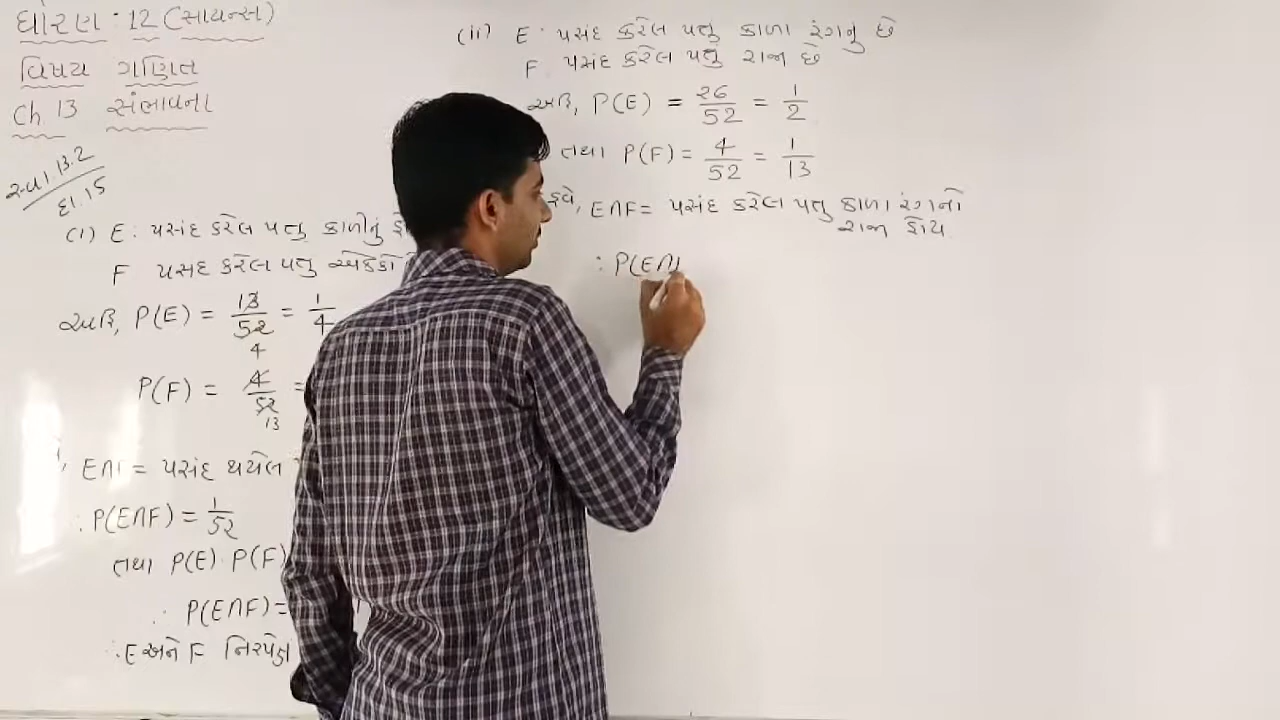 ધોરણ : 12 (સાયન્સ)
વિષય ગણિત
Ch 13 સંભાવના
સ્વા 13.2
દા. 15
(i) E : પસંદ કરેલ પત્તુ કાળીનું
F પસંદ કરેલ પત્તુ એક્કો
અહિ, P(E) = 13/52 = 1/4
4
P(F) = 4/52 =
13
E∩F = પસંદ થયેલ
∴ P(E∩F) = 1/52
તથા P(E) · P(F)
∴ P(E∩F) =
∴ E અને F નિરપેક્ષ
(ii) E : પસંદ કરેલ પત્તુ કાળા રંગનું છે
F પસંદ કરેલ પત્તુ રાજા છે
અહિ, P(E) = 26/52 = 1/2
તથા P(F) = 4/52 = 1/13
હવે, E∩F = પસંદ કરેલ પત્તુ કાળા રંગનો
રાજા હોય
: P(E∩